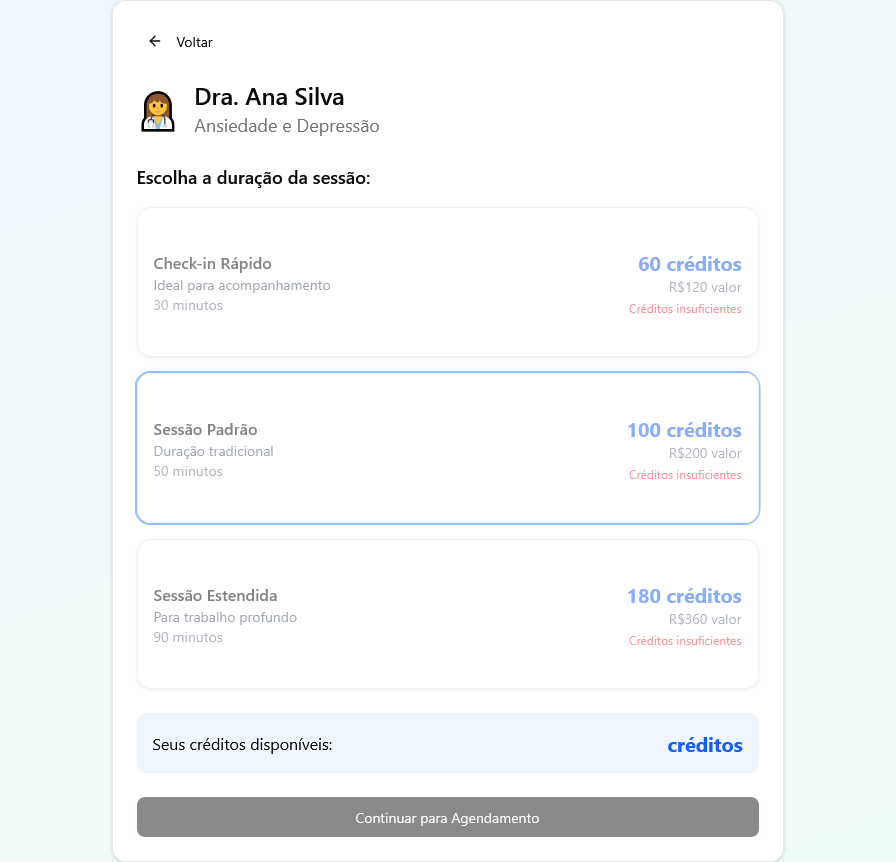 Voltar
Dra. Ana Silva
Ansiedade e Depressão
Escolha a duração da sessão:
Check-in Rápido
Ideal para acompanhamento
30 minutos
60 créditos
R$120 valor
Créditos insuficientes
Sessão Padrão
Duração tradicional
50 minutos
100 créditos
R$200 valor
Créditos insuficientes
Sessão Estendida
Para trabalho profundo
90 minutos
180 créditos
R$360 valor
Créditos insuficientes
Seus créditos disponíveis:
créditos
Continuar para Agendamento